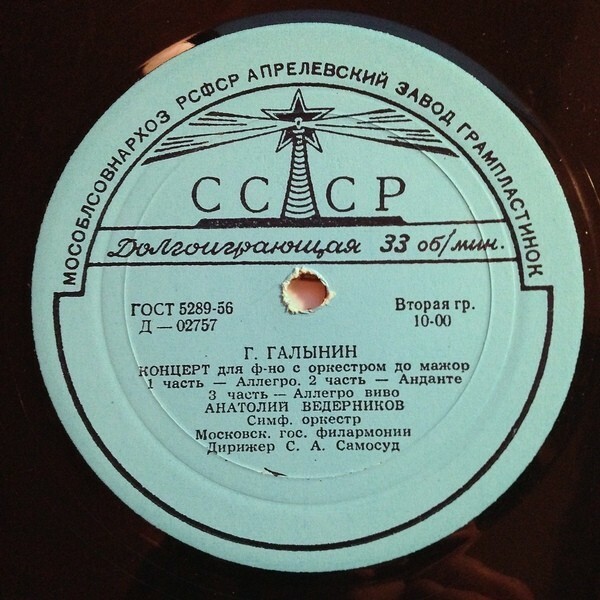 МОСОБЛСОВНАРХОЗ РСФСР АПРЕЛЕВСКИЙ ЗАВОД ГРАМПЛАСТИНОК
СССР
Долгоиграющая 33 об/мин.
ГОСТ 5289-56
Д — 02757
Вторая гр.
10-00
Г. ГАЛЫНИН
КОНЦЕРТ для ф-но с оркестром до мажор
1 часть — Аллегро. 2 часть — Анданте
3 часть — Аллегро виво
АНАТОЛИЙ ВЕДЕРНИКОВ
Симф. оркестр
Московск. гос. филармонии
Дирижер С. А. Самосуд